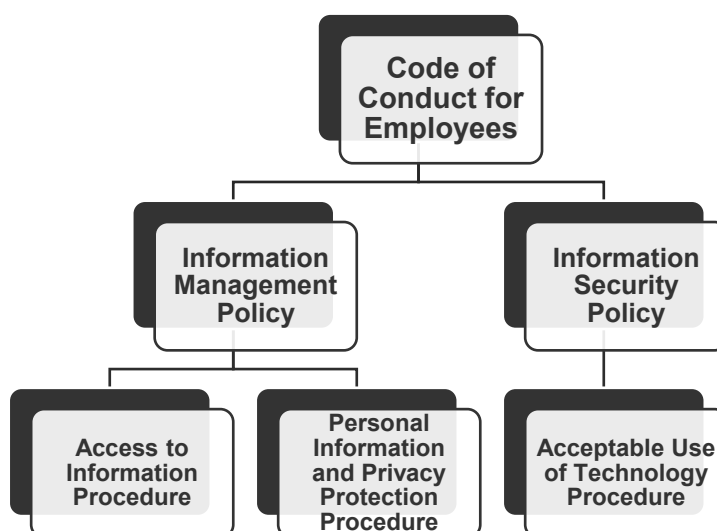 Code of
Conduct for
Employees
Information
Management
Policy
Information
Security
Policy
Access to
Information
Procedure
Personal
Information
and Privacy
Protection
Procedure
Acceptable Use
of Technology
Procedure